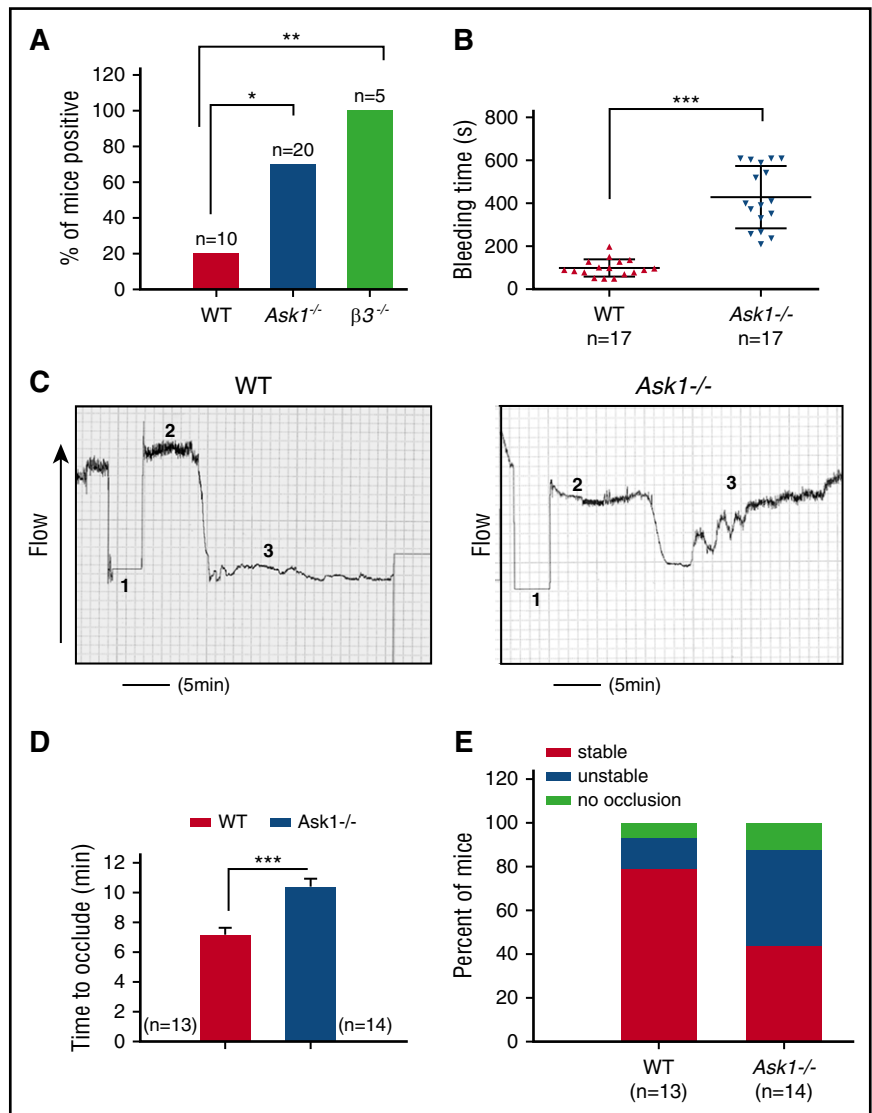 A
**
*
120
100
80
60
40
20
0
% of mice positive
n=10
n=20
n=5
WT
Ask1-/-
β3-/-
B
***
800
600
400
200
0
Bleeding time (s)
WT
n=17
Ask1-/-
n=17
C
WT
Flow
1
2
3
(5min)
Ask1-/-
Flow
1
2
3
(5min)
D
WT
Ask1-/-
***
12
10
8
6
4
2
0
Time to occlude (min)
(n=13)
(n=14)
E
stable
unstable
no occlusion
120
100
80
60
40
20
0
Percent of mice
WT
(n=13)
Ask1-/-
(n=14)